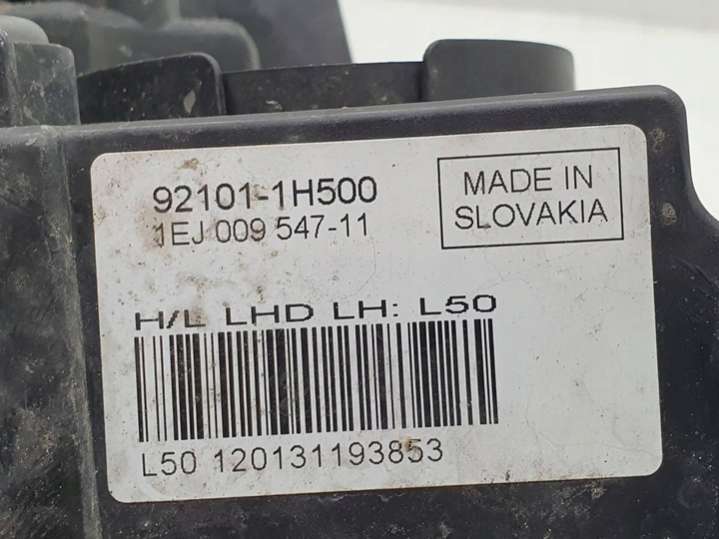 92101-1H500
1EJ 009 547-11
MADE IN
SLOVAKIA
H/L LHD LH: L50
L50 120131193853